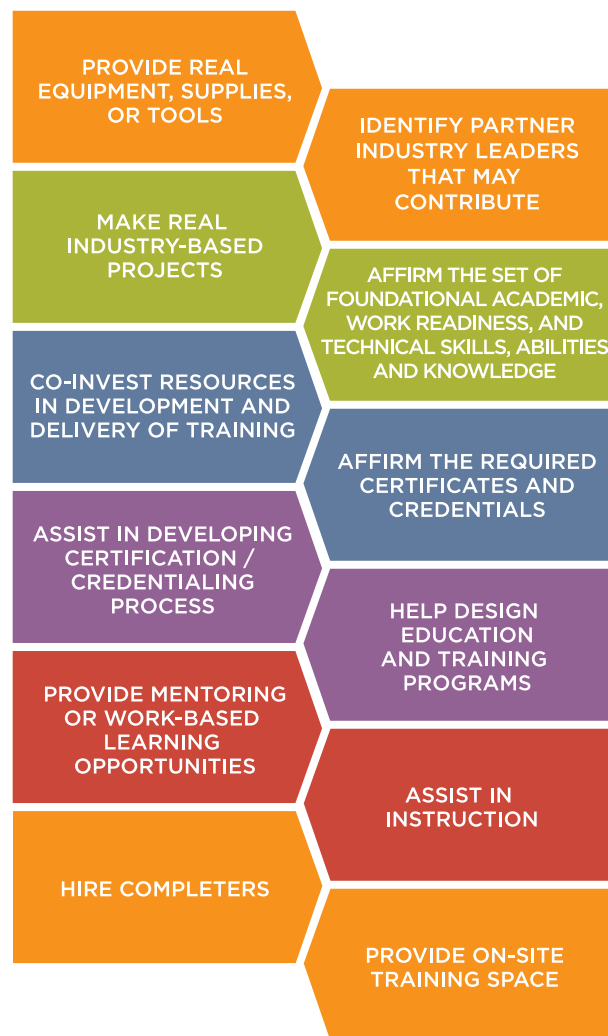 PROVIDE REAL
EQUIPMENT, SUPPLIES,
OR TOOLS
IDENTIFY PARTNER
INDUSTRY LEADERS
THAT MAY
CONTRIBUTE
MAKE REAL
INDUSTRY-BASED
PROJECTS
AFFIRM THE SET OF
FOUNDATIONAL ACADEMIC,
WORK READINESS, AND
TECHNICAL SKILLS, ABILITIES
AND KNOWLEDGE
CO-INVEST RESOURCES
IN DEVELOPMENT AND
DELIVERY OF TRAINING
AFFIRM THE REQUIRED
CERTIFICATES AND
CREDENTIALS
ASSIST IN DEVELOPING
CERTIFICATION /
CREDENTIALING
PROCESS
HELP DESIGN
EDUCATION
AND TRAINING
PROGRAMS
PROVIDE MENTORING
OR WORK-BASED
LEARNING
OPPORTUNITIES
ASSIST IN
INSTRUCTION
HIRE COMPLETERS
PROVIDE ON-SITE
TRAINING SPACE